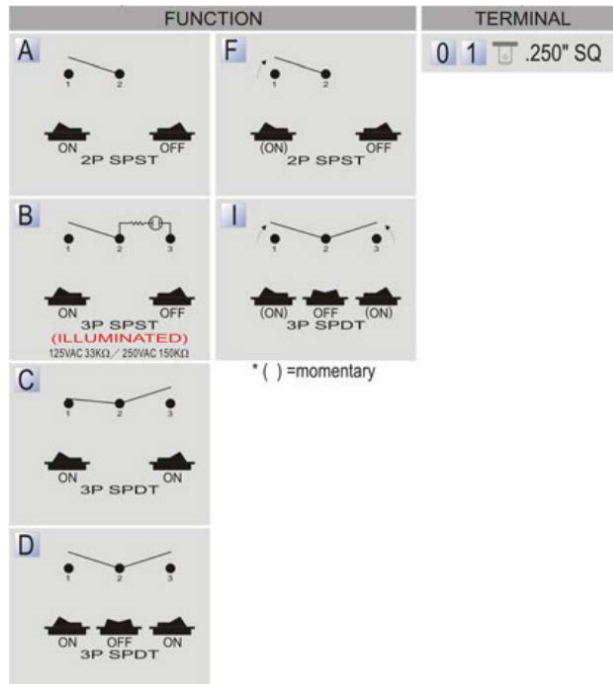 FUNCTION
TERMINAL
A
1 2
ON OFF
2P SPST
F
1 2
(ON) OFF
2P SPST
0 1 .250" SQ
B
1 2 3
ON OFF
3P SPST
(ILLUMINATED)
125VAC 33KΩ／250VAC 150KΩ
I
1 2 3
(ON) OFF (ON)
3P SPDT
* ( ) =momentary
C
1 2 3
ON ON
3P SPDT
D
1 2 3
ON OFF ON
3P SPDT